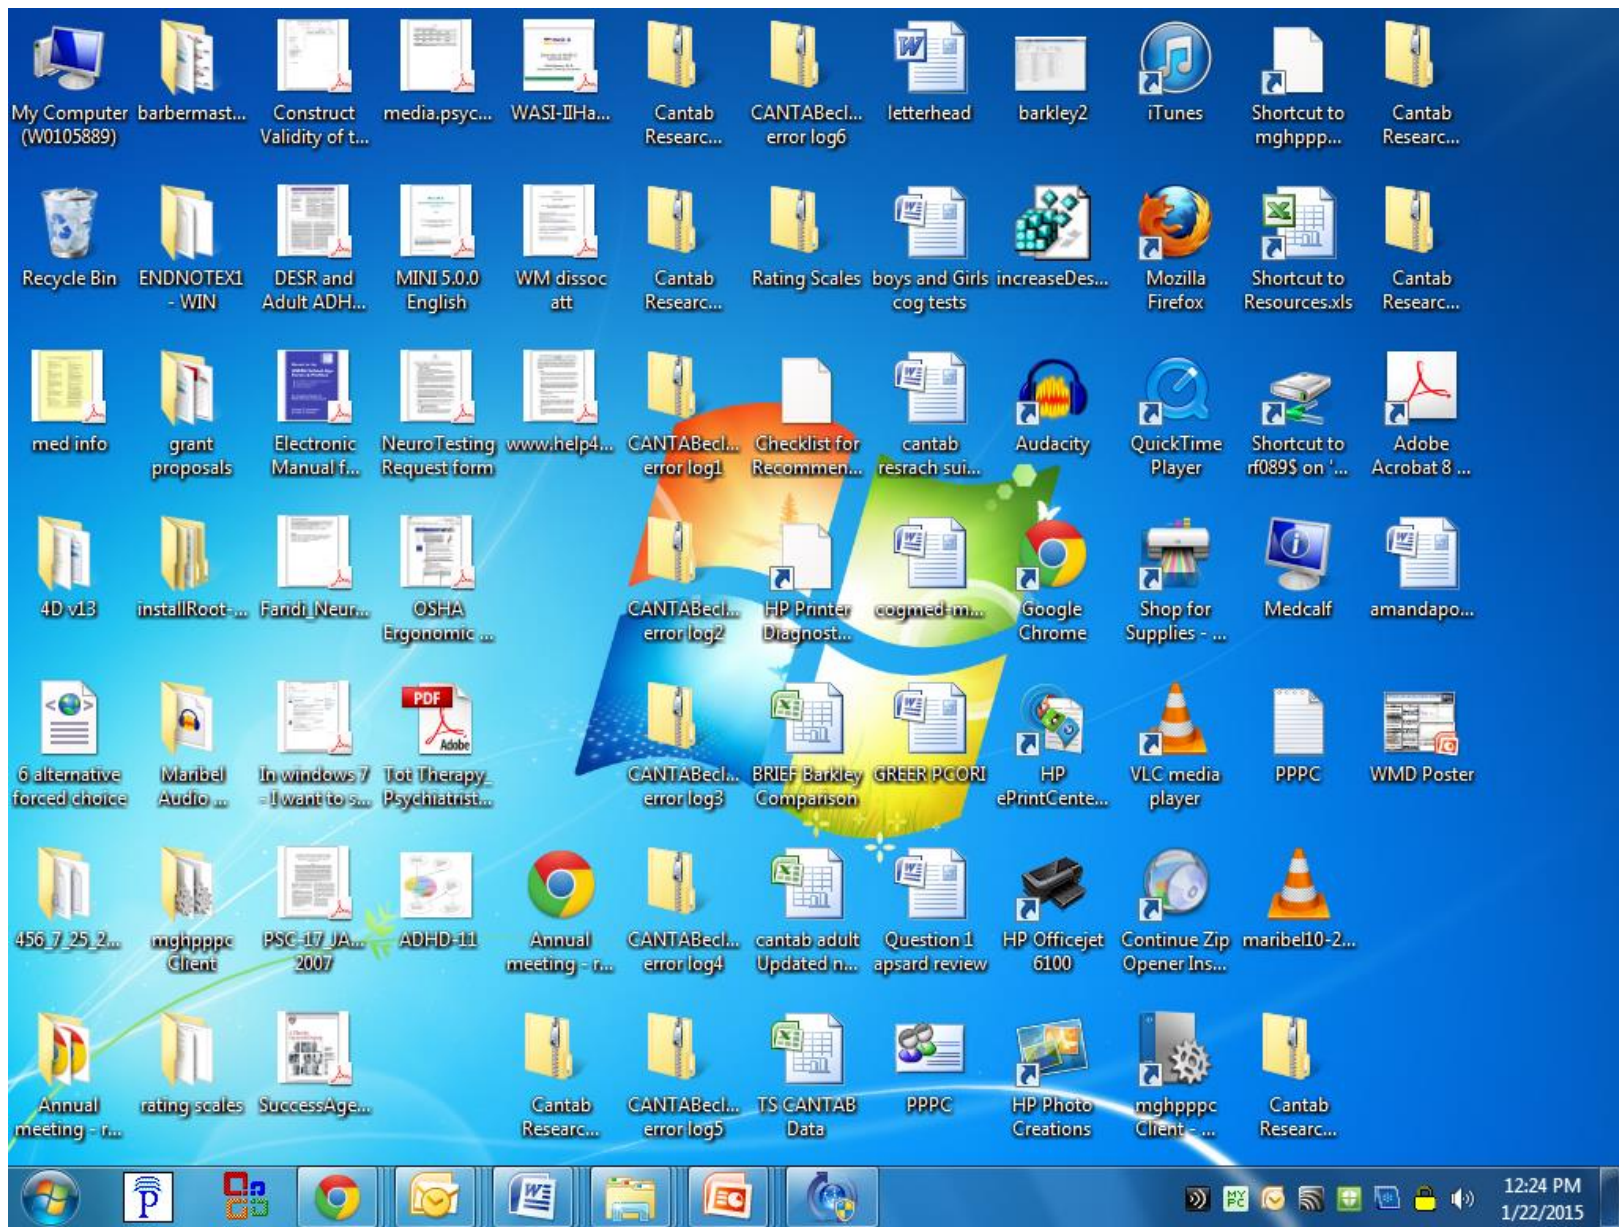 My Computer
(W0105889)
barbermast...
Construct
Validity of t...
media.psyc...
WASI-IIHa...
Cantab
Researc...
CANTABecl...
error log6
letterhead
barkley2
iTunes
Shortcut to
mghppp...
Cantab
Researc...
Recycle Bin
ENDNOTEX1
- WIN
DESR and
Adult ADH...
MINI 5.0.0
English
WM dissoc
att
Cantab
Researc...
Rating Scales
boys and Girls
cog tests
increaseDes...
Mozilla
Firefox
Shortcut to
Resources.xls
Cantab
Researc...
med info
grant
proposals
Electronic
Manual f...
NeuroTesting
Request form
www.help4...
CANTABecl...
error log1
Checklist for
Recommen...
cantab
resrach sui...
Audacity
QuickTime
Player
Shortcut to
rf089$ on '...
Adobe
Acrobat 8 ...
4D v13
installRoot-...
Faridi_Neur...
OSHA
Ergonomic ...
CANTABecl...
error log2
HP Printer
Diagnost...
cogmed-m...
Google
Chrome
Shop for
Supplies - ...
Medcalf
amandapo...
PDF
Adobe
6 alternative
forced choice
Maribel
Audio ...
In windows 7
- I want to s...
Tot Therapy_
Psychiatrist...
CANTABecl...
error log3
BRIEF Barkley
Comparison
GREER PCORI
HP
ePrintCente...
VLC media
player
PPPC
WMD Poster
456_7_25_2...
mghpppc
Client
PSC-17_JA...
2007
ADHD-11
Annual
meeting - r...
CANTABecl...
error log4
cantab adult
Updated n...
Question 1
apsard review
HP Officejet
6100
Continue Zip
Opener Ins...
maribel10-2...
Annual
meeting - r...
rating scales
SuccessAge...
Cantab
Researc...
CANTABecl...
error log5
TS CANTAB
Data
PPPC
HP Photo
Creations
mghpppc
Client - ...
Cantab
Researc...
MY
PC
12:24 PM
1/22/2015